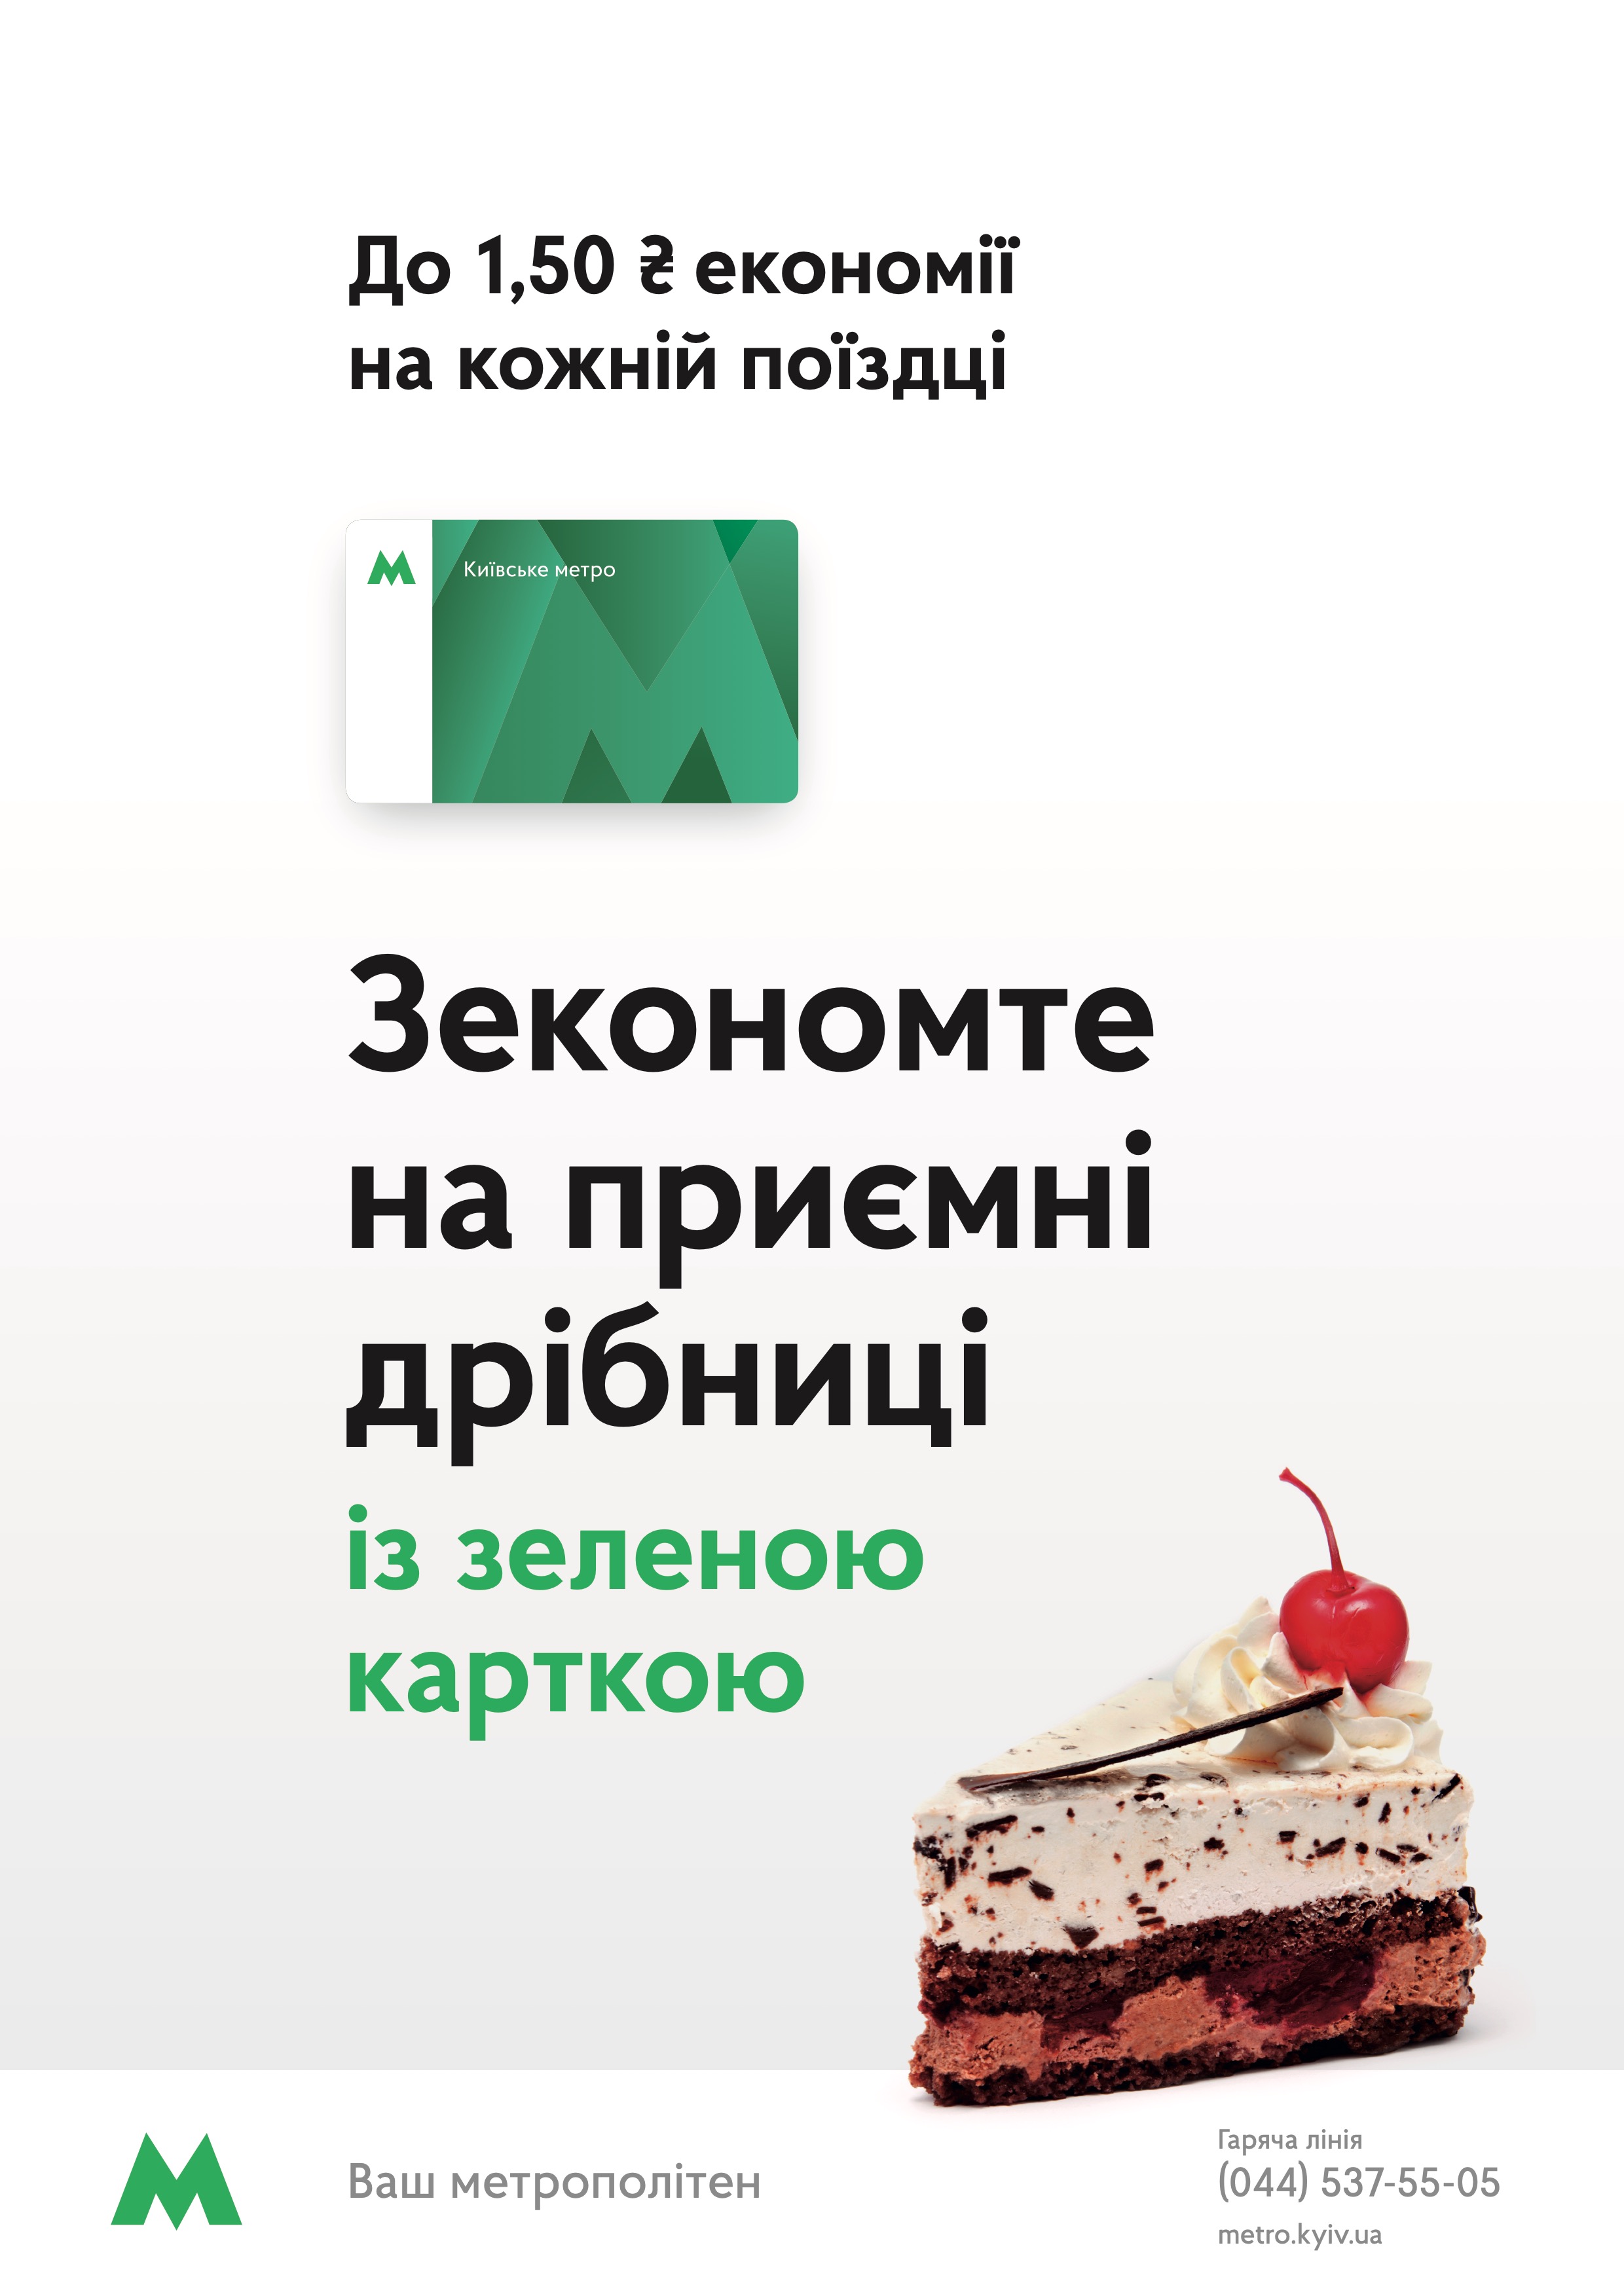 До 1,50 ₴ економії
на кожній поїздці
Київське метро
Зекономте
на приємні
дрібниці
із зеленою
карткою
Ваш метрополітен
Гаряча лінія
(044) 537-55-05
metro.kyiv.ua